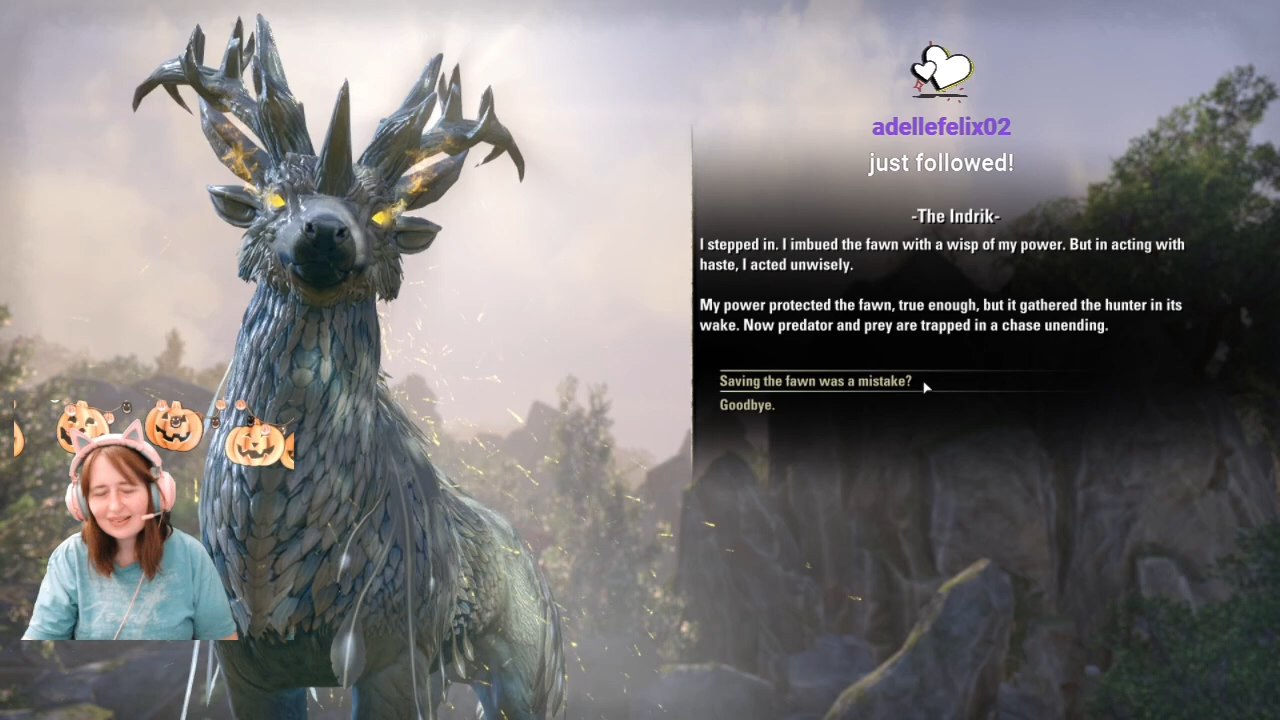 adellefelix02
just followed!
-The Indrik-
I stepped in. I imbued the fawn with a wisp of my power. But in acting with
haste, I acted unwisely.
My power protected the fawn, true enough, but it gathered the hunter in its
wake. Now predator and prey are trapped in a chase unending.
Saving the fawn was a mistake?
Goodbye.